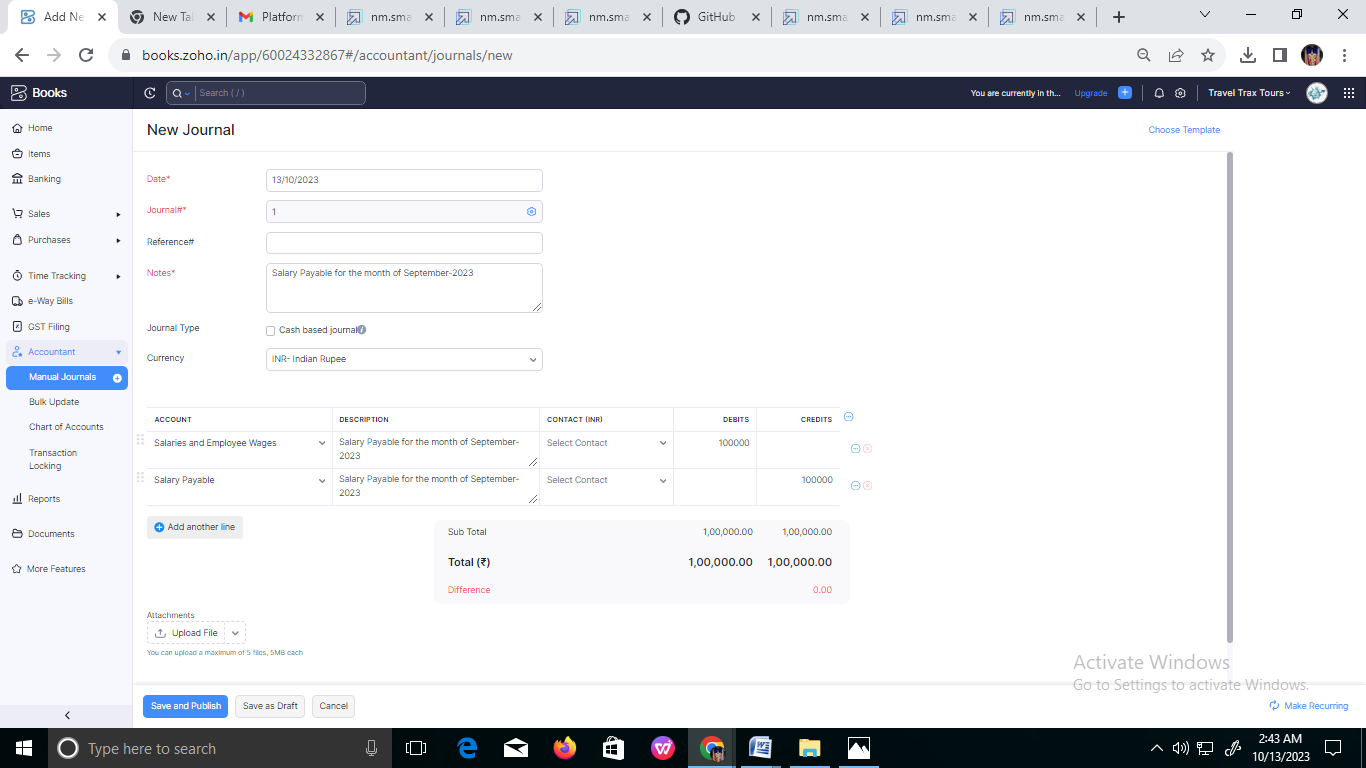 Add Ne
New Tal
Platforn
nm.sma
nm.sma
nm.sma
GitHub
nm.sma
nm.sma
nm.sma
books.zoho.in/app/60024332867#/accountant/journals/new
Books
Search ( / )
You are currently in th...
Upgrade
Travel Trax Tours
Home
Items
Banking
Sales
Purchases
Time Tracking
e-Way Bills
GST Filing
Accountant
Manual Journals
Bulk Update
Chart of Accounts
Transaction
Locking
Reports
Documents
More Features
New Journal
Choose Template
Date*
13/10/2023
Journal#*
1
Reference#
Notes*
Salary Payable for the month of September-2023
Journal Type
Cash based journal
Currency
INR- Indian Rupee
ACCOUNT DESCRIPTION CONTACT (INR) DEBITS CREDITS
Salaries and Employee Wages Salary Payable for the month of September- Select Contact 100000
2023
Salary Payable Salary Payable for the month of September- Select Contact 100000
2023
Add another line
Sub Total 1,00,000.00 1,00,000.00
Total (₹) 1,00,000.00 1,00,000.00
Difference 0.00
Attachments
Upload File
You can upload a maximum of 5 files, 5MB each
Activate Windows
Go to Settings to activate Windows.
Save and Publish
Save as Draft
Cancel
Make Recurring
Type here to search
2:43 AM
10/13/2023